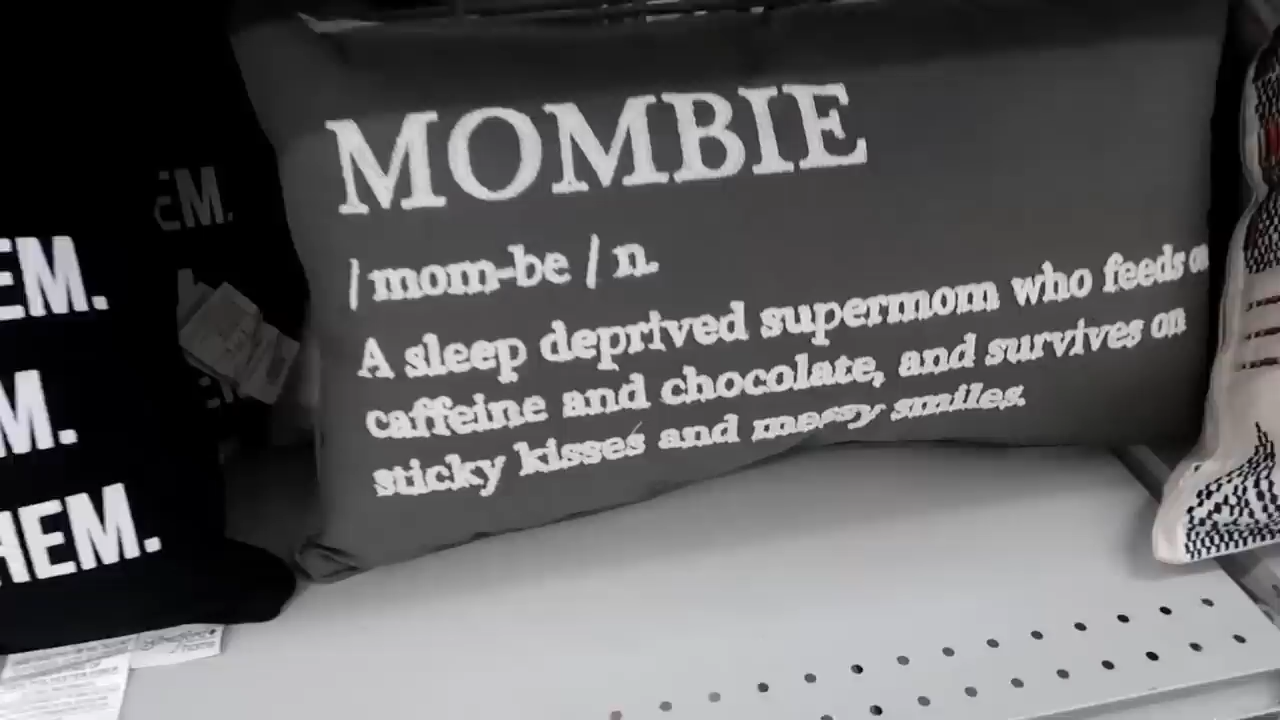 MOMBIE
/mom-be / n.
A sleep deprived supermom who feeds on
caffeine and chocolate, and survives on
sticky kisses and messy smiles.
EM.
EM.
M.
HEM.